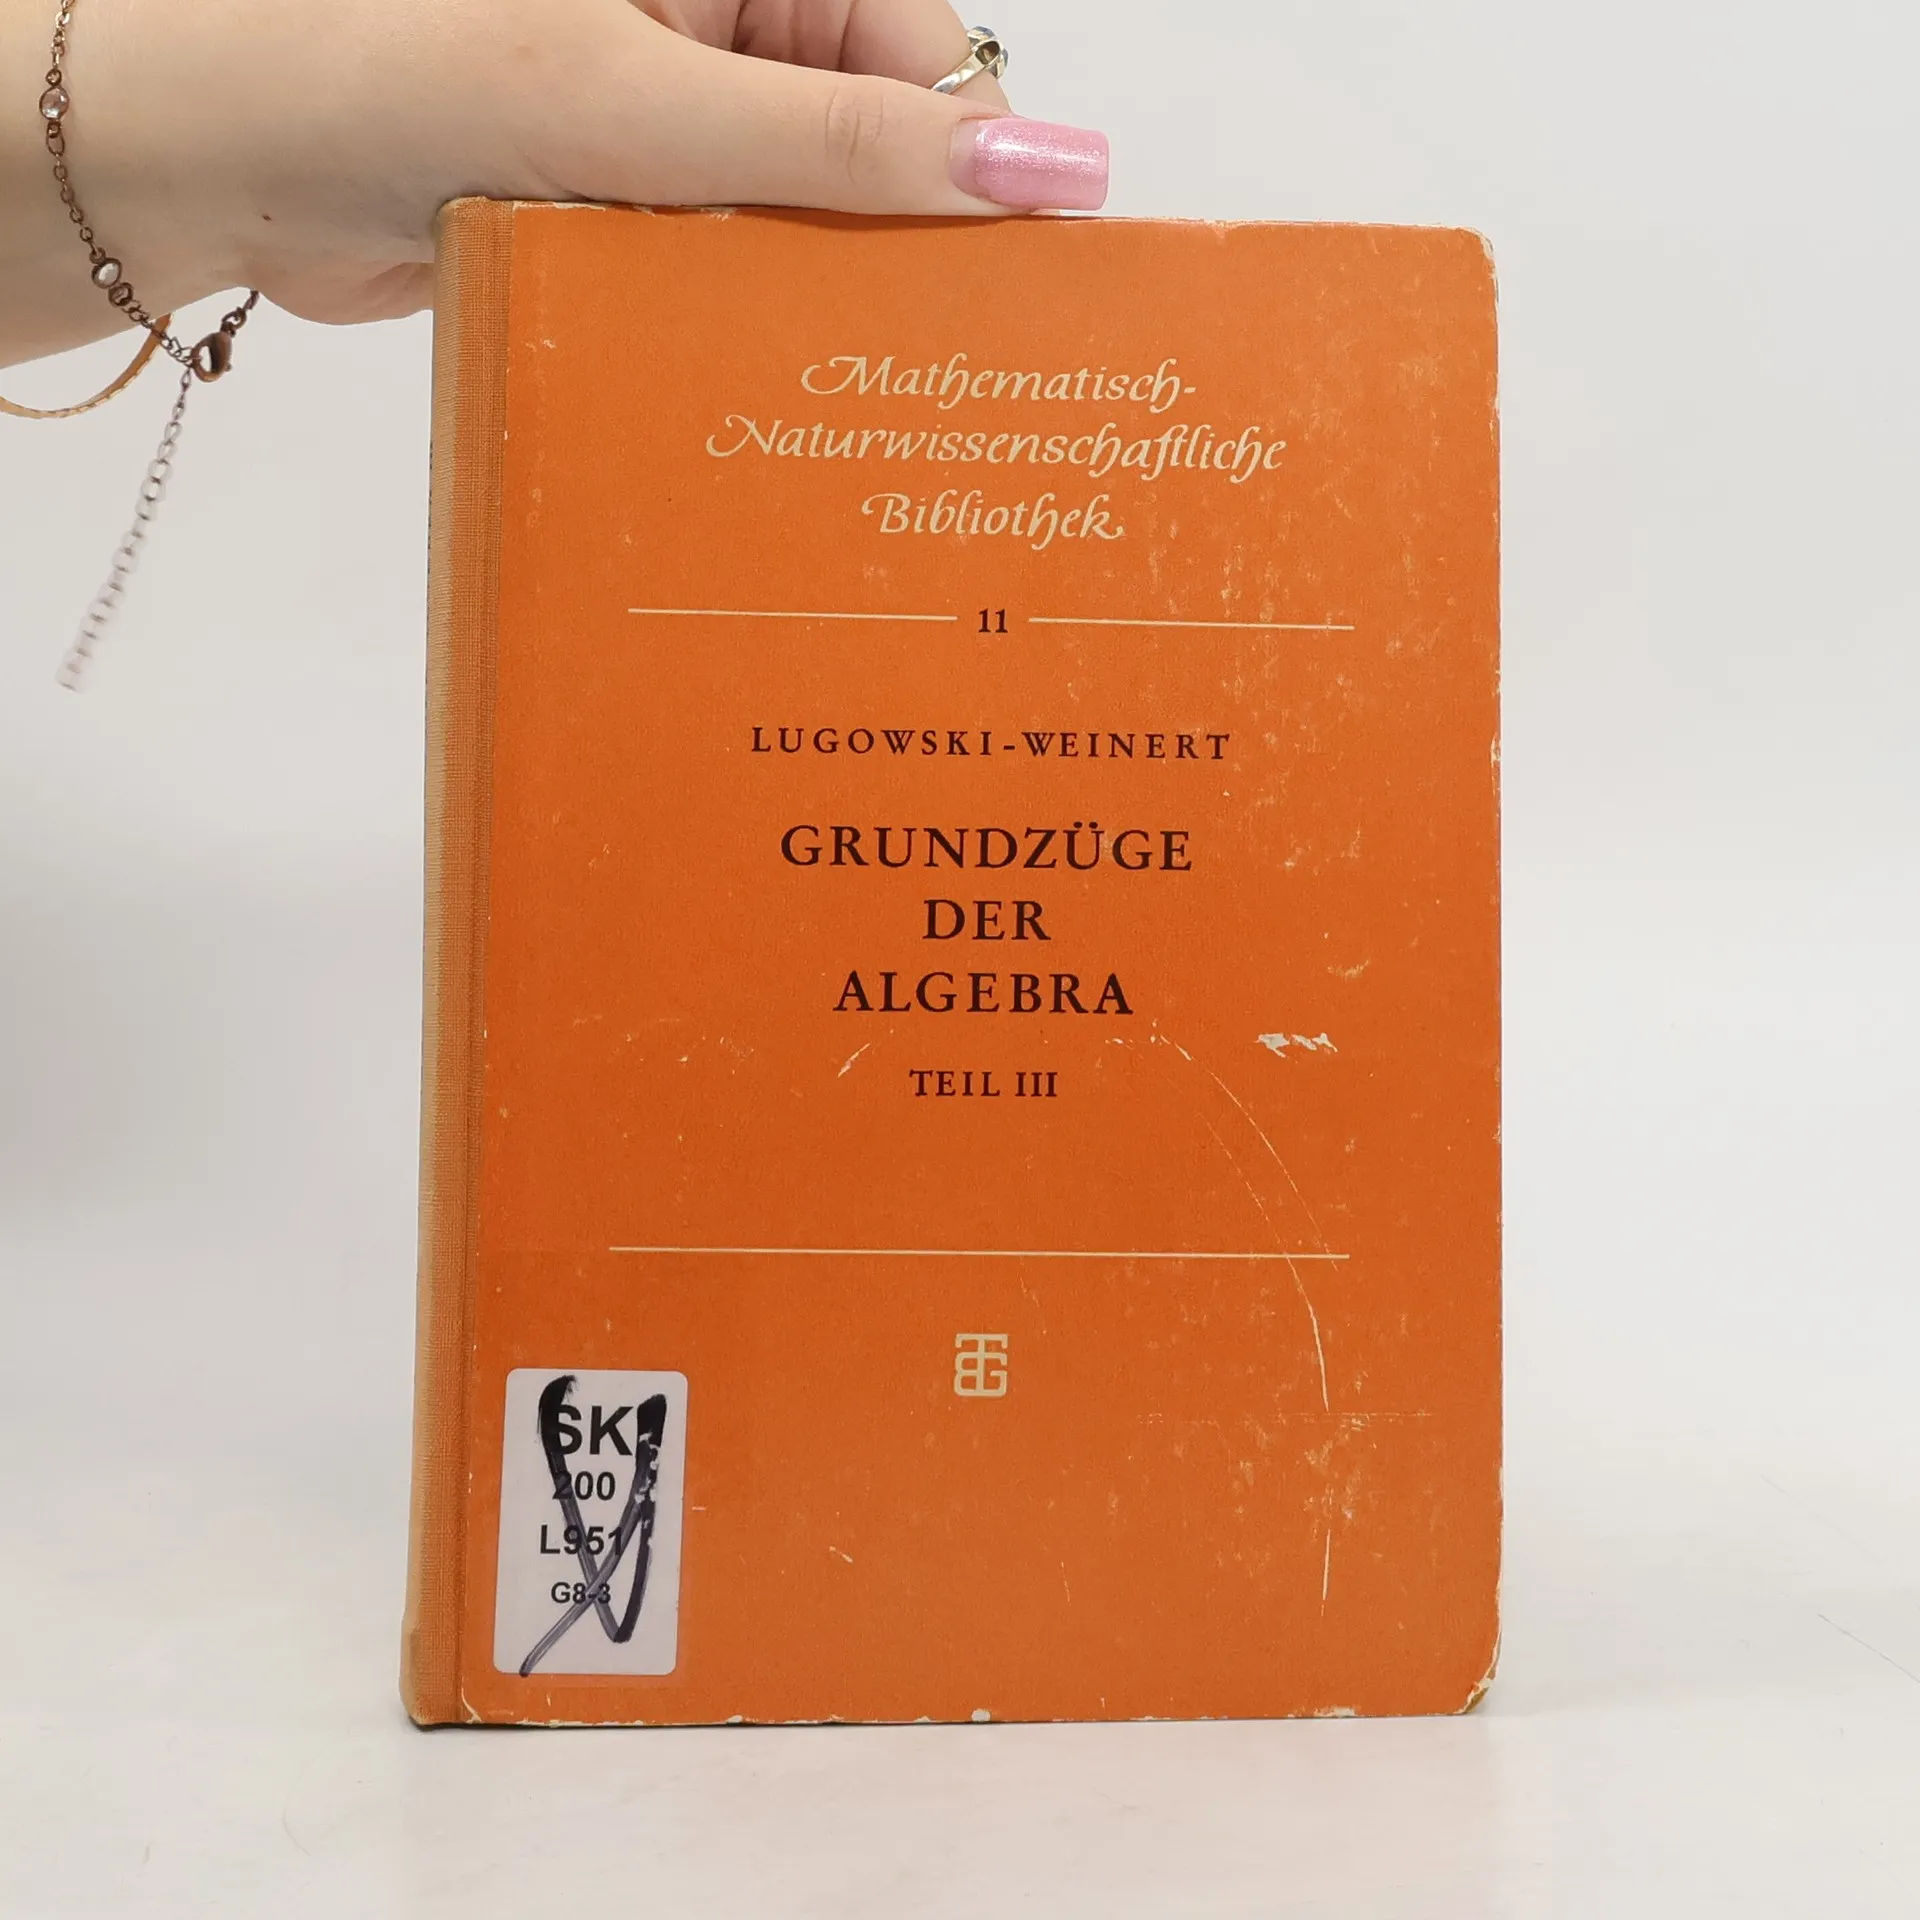 Mathematisch-
Naturwissenschaftliche
Bibliothek
11
LUGOWSKI-WEINERT
GRUNDZÜGE
DER
ALGEBRA
TEIL III
SK
200
L951
G8-3